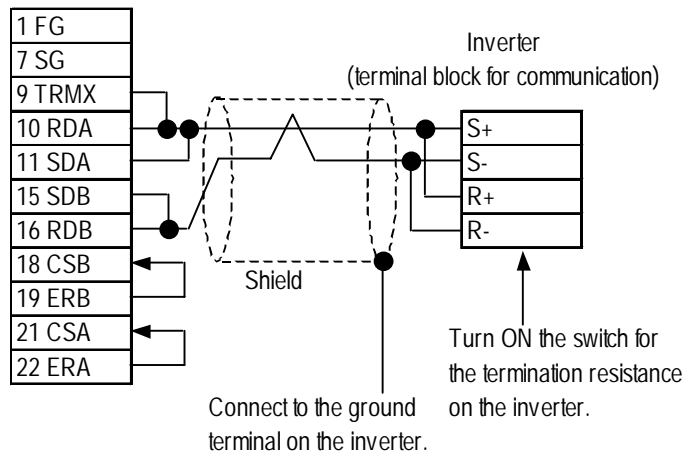 1 FG
7 SG
9 TRMX
10 RDA
11 SDA
15 SDB
16 RDB
18 CSB
19 ERB
21 CSA
22 ERA
Inverter
(terminal block for communication)
S+
S-
R+
R-
Shield
Turn ON the switch for
the termination resistance
on the inverter.
Connect to the ground
terminal on the inverter.